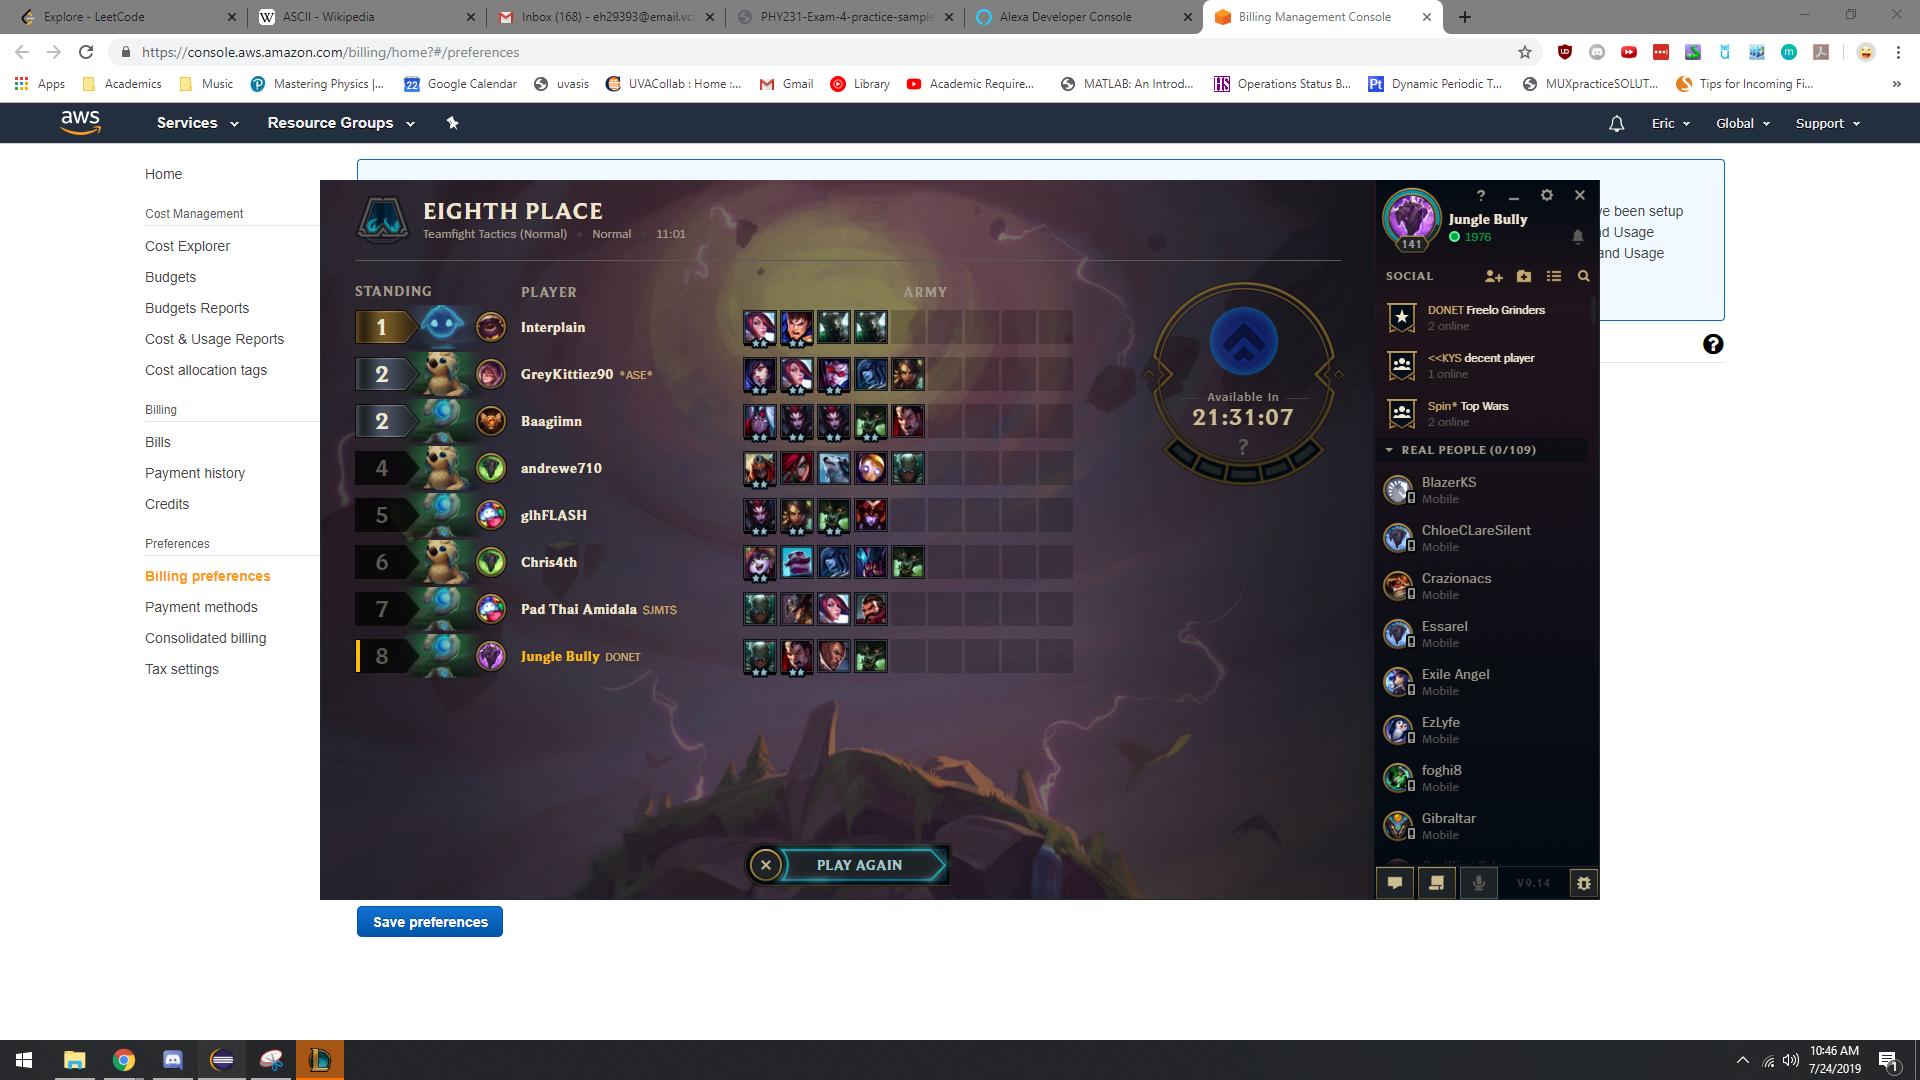 Explore - LeetCode
ASCII - Wikipedia
Inbox (168) - eh29393@email.vc
PHY231-Exam-4-practice-sample
Alexa Developer Console
Billing Management Console
https://console.aws.amazon.com/billing/home?#/preferences
Apps
Academics
Music
Mastering Physics |...
22
Google Calendar
uvasis
UVACollab : Home :...
Gmail
Library
Academic Require...
MATLAB: An Introd...
HS
Operations Status B...
Pt
Dynamic Periodic T...
MUXpracticeSOLUT...
Tips for Incoming Fi...
»
aws
Services
Resource Groups
Eric
Global
Support
Home
Cost Management
Cost Explorer
Budgets
Budgets Reports
Cost & Usage Reports
Cost allocation tags
Billing
Bills
Payment history
Credits
Preferences
Billing preferences
Payment methods
Consolidated billing
Tax settings
ve been setup
nd Usage
and Usage
?
EIGHTH PLACE
Teamfight Tactics (Normal) • Normal • 11:01
STANDING PLAYER ARMY
1 Interplain
2 GreyKittiez90 *ASE*
2 Baagiimn
4 andrewe710
5 glhFLASH
6 Chris4th
7 Pad Thai Amidala $JMT$
8 Jungle Bully DONET
Available In
21:31:07
?
PLAY AGAIN
?
Jungle Bully
1976
141
SOCIAL
DONET Freelo Grinders
2 online
<<KYS decent player
1 online
Spin* Top Wars
2 online
REAL PEOPLE (0/109)
BlazerKS
Mobile
ChloeCLareSilent
Mobile
Crazionacs
Mobile
Essarel
Mobile
Exile Angel
Mobile
EzLyfe
Mobile
foghi8
Mobile
Gibraltar
Mobile
V9.14
Save preferences
10:46 AM
7/24/2019
1